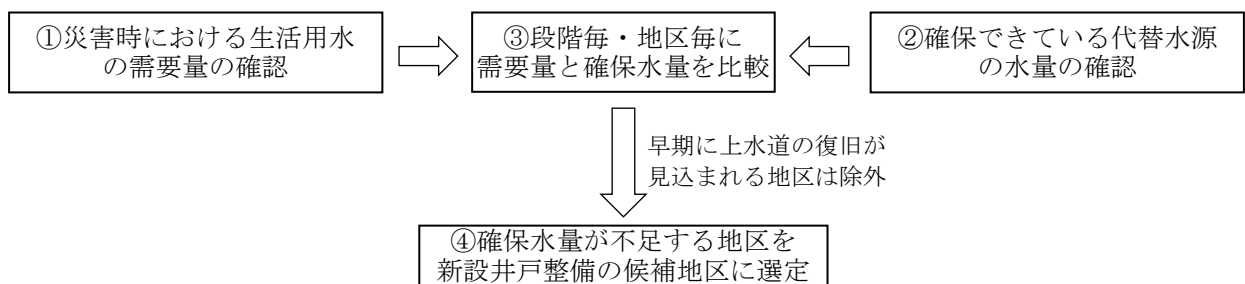 ①災害時における生活用水
の需要量の確認
③段階毎・地区毎に
需要量と確保水量を比較
②確保できている代替水源
の水量の確認
早期に上水道の復旧が
見込まれる地区は除外
④確保水量が不足する地区を
新設井戸整備の候補地区に選定